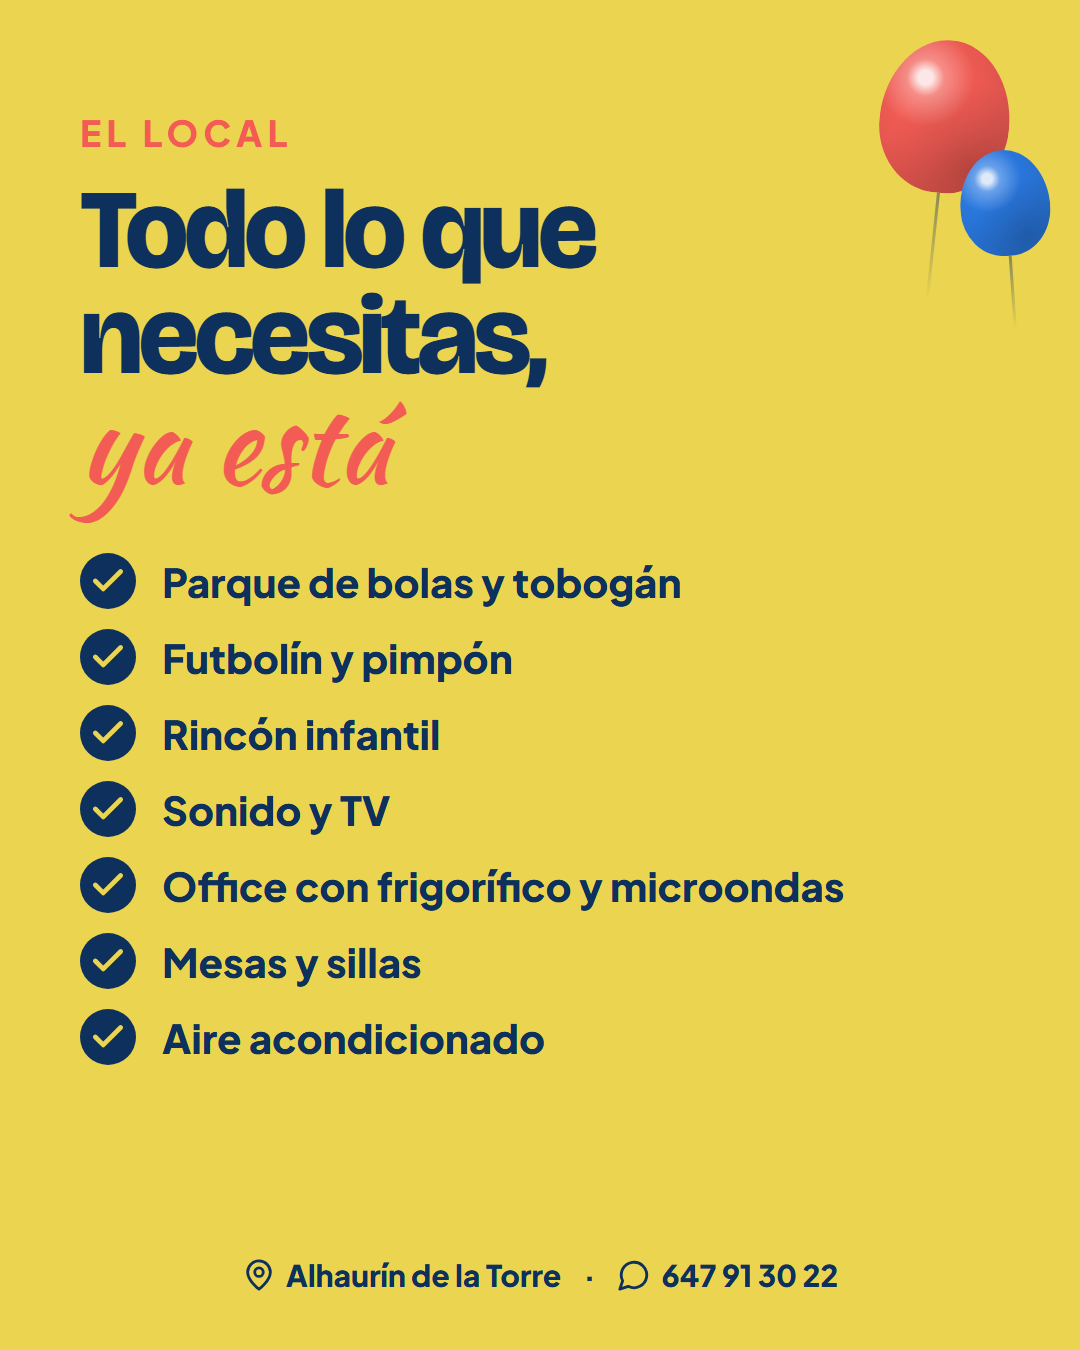 EL LOCAL
Todo lo que
necesitas,
ya está
Parque de bolas y tobogán
Futbolín y pimpón
Rincón infantil
Sonido y TV
Office con frigorífico y microondas
Mesas y sillas
Aire acondicionado
Alhaurín de la Torre · 647 91 30 22